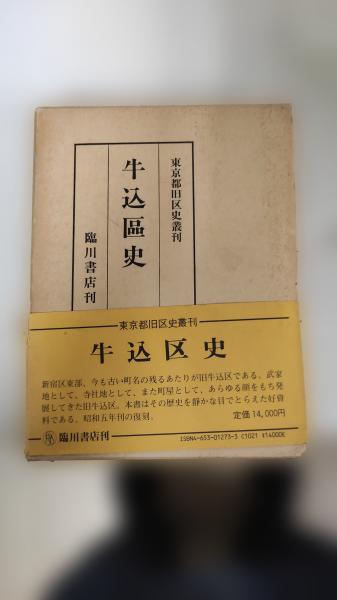 東京都旧区史叢刊
牛込區史
臨川書店刊
東京都旧区史叢刊
牛込区史
新宿区東部、今も古い町名の残るあたりが旧牛込区である。武家
地として、寺社地として、また町屋として、あらゆる顔をもち発
展してきた旧牛込区。本書はその歴史を静かな目でとらえた好資
料である。昭和五年刊の復刻。
定価14,000円
臨川書店刊
ISBN4-653-01273-3 C1021 ¥14000E